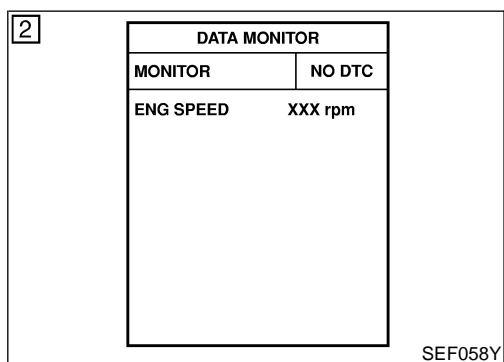 2
DATA MONITOR
MONITOR NO DTC
ENG SPEED XXX rpm
SEF058Y